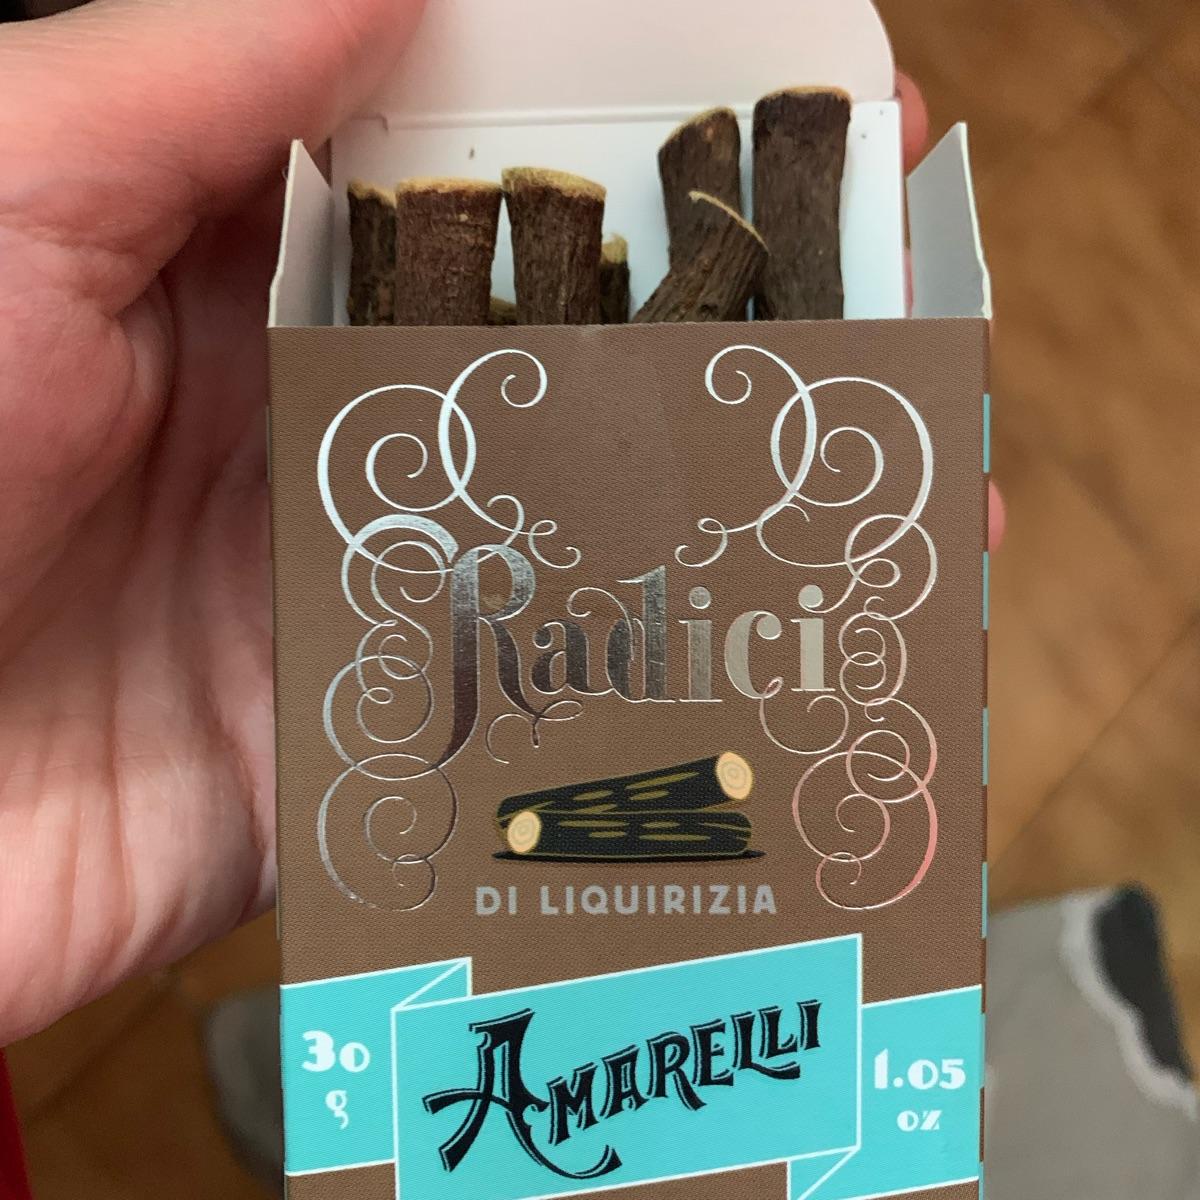 Radici
DI LIQUIRIZIA
30
g
AMARELLI
1.05
oz